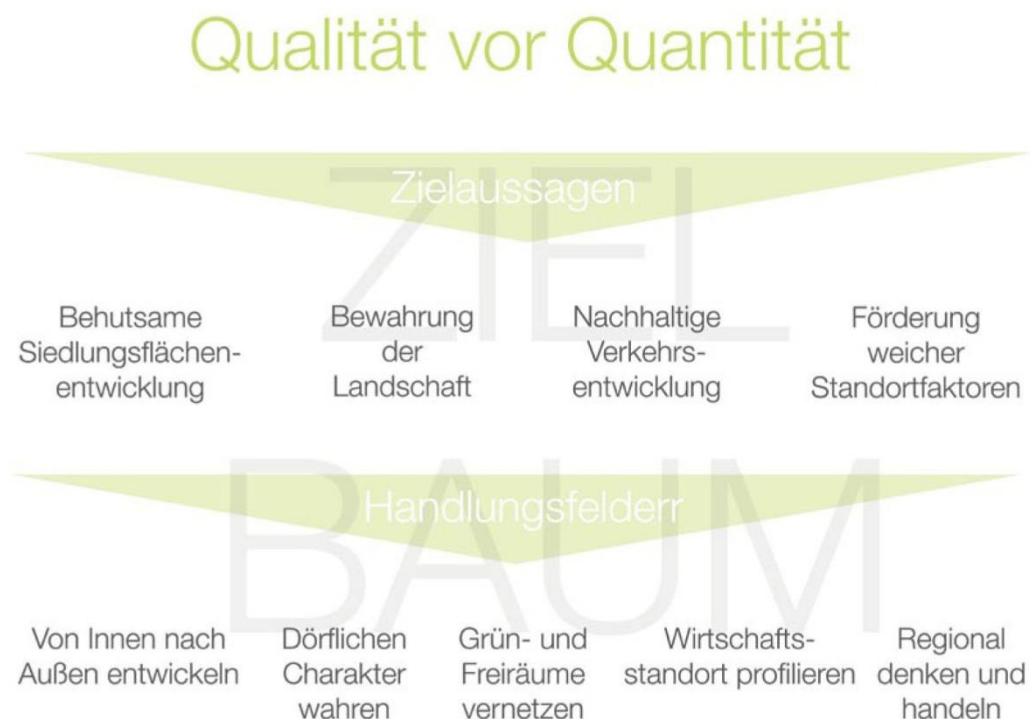 Qualität vor Quantität
ZIEL
Zielaussagen
Behutsame
Siedlungsflächen-
entwicklung
Bewahrung
der
Landschaft
Nachhaltige
Verkehrs-
entwicklung
Förderung
weicher
Standortfaktoren
BAUM
Handlungsfelderr
Von Innen nach
Außen entwickeln
Dörflichen
Charakter
wahren
Grün- und
Freiräume
vernetzen
Wirtschafts-
standort profilieren
Regional
denken und
handeln